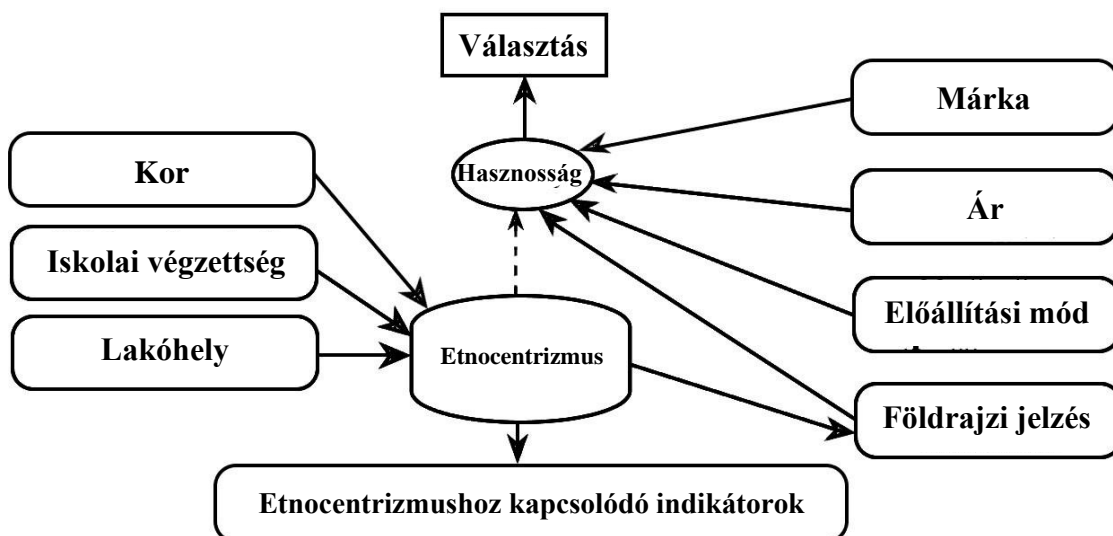 Választás
Márka
Kor
Hasznosság
Ár
Iskolai végzettség
Előállítási mód
Lakóhely
Etnocentrizmus
Földrajzi jelzés
Etnocentrizmushoz kapcsolódó indikátorok